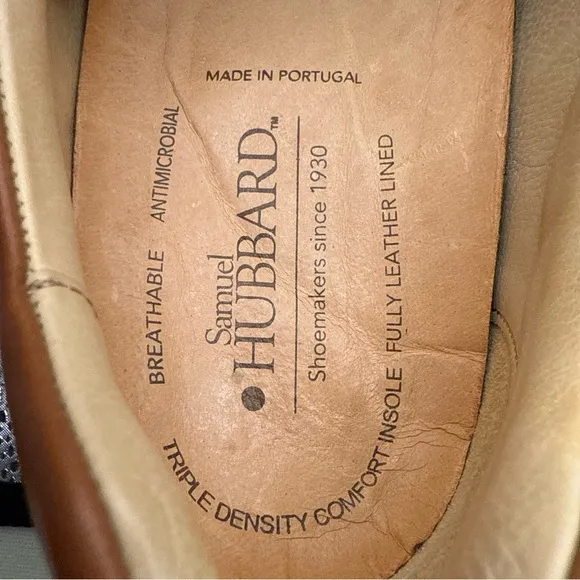 MADE IN PORTUGAL
BREATHABLE ANTIMICROBIAL
Samuel
HUBBARD™
Shoemakers since 1930
TRIPLE DENSITY COMFORT INSOLE FULLY LEATHER LINED